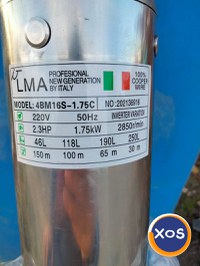 LMA
PROFESIONAL
NEW GENERATION
BY ITALY
100%
COOPER
WIRE
MODEL:4BM16S-1.75C NO:202136916
220V 50Hz INVERTER VARIATION
2.3HP 1.75kW 2850r/min
46L 118L 190L 250L
160 m 100 m 65 m 30 m
XOS